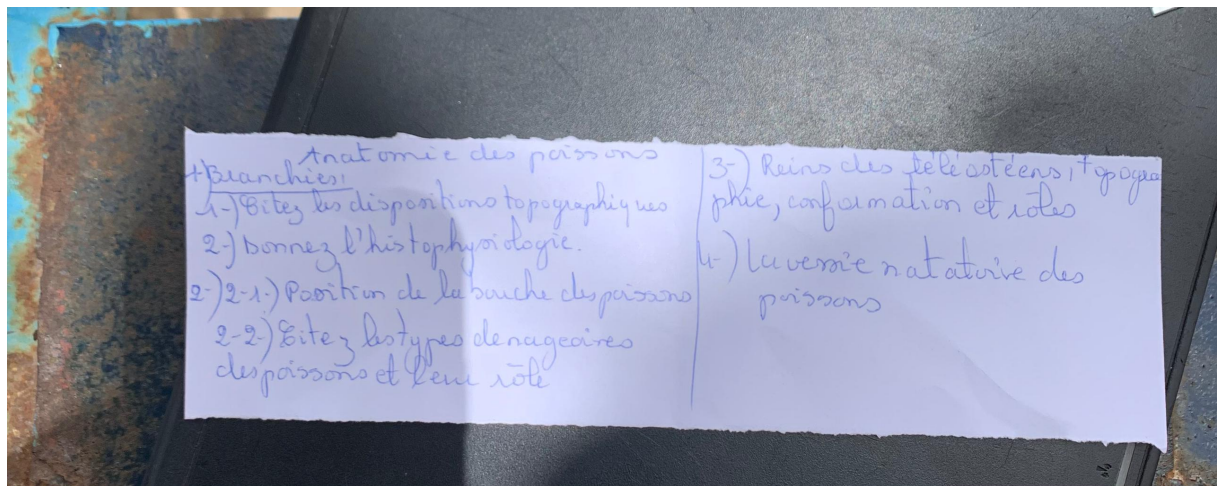 Anatomie des poissons
1-) Branchies:
1-) Citez les dispositions topographiques
2-) Donnez l'histophysiologie.
2-) 2-1-) Position de la bouche des poissons
2-2-) Citez les types de nageoires
des poissons et leur rôle
3-) Reins des téléostéens, topogra
phie, conformation et rôles
4-) La vessie natatoire des
poissons